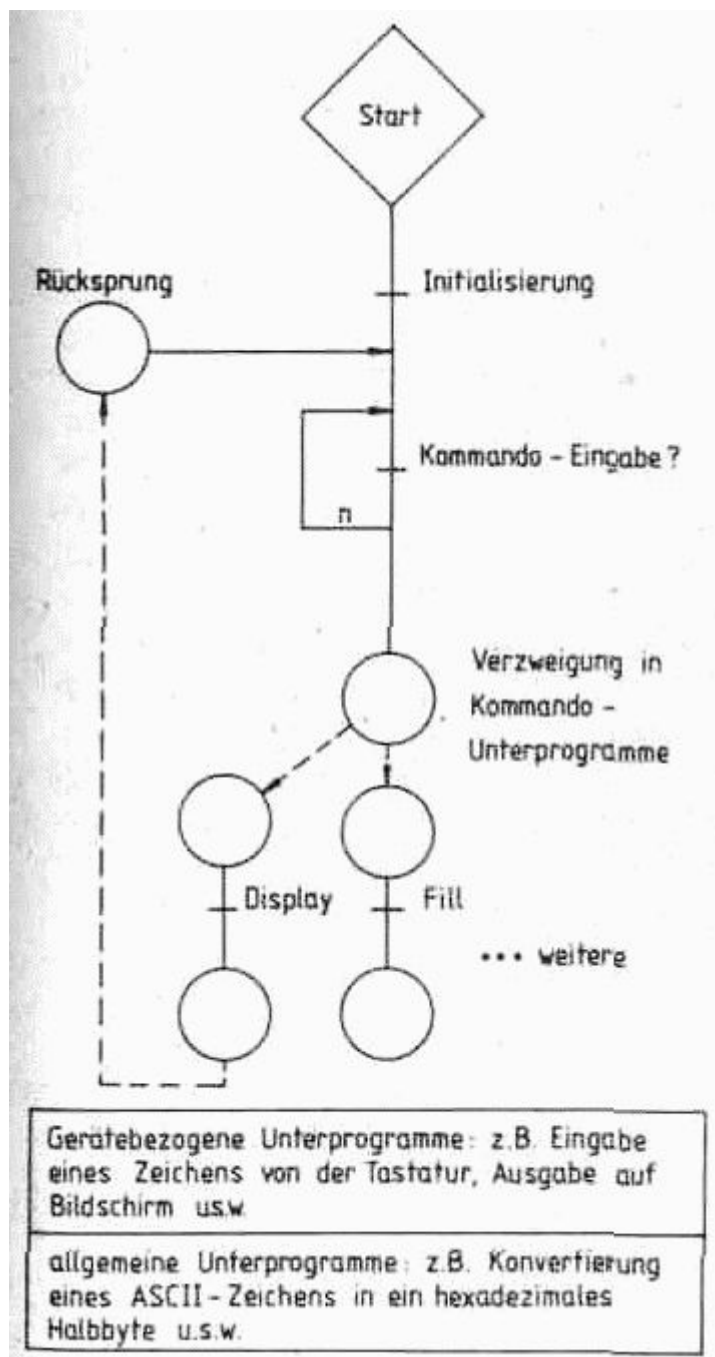 Start
Rücksprung
Initialisierung
Kommando - Eingabe?
n
Verzweigung in
Kommando -
Unterprogramme
Display
Fill
••• weitere
Gerätebezogene Unterprogramme: z.B. Eingabe
eines Zeichens von der Tastatur, Ausgabe auf
Bildschirm usw.
allgemeine Unterprogramme: z.B. Konvertierung
eines ASCII - Zeichens in ein hexadezimales
Halbbyte u.s.w.